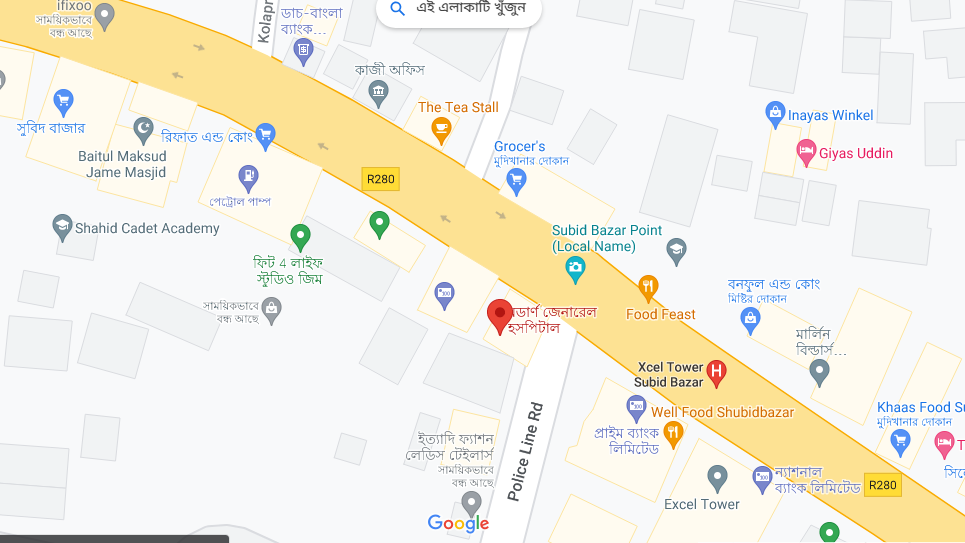 ifixoo
সাময়িকভাবে
বন্ধ আছে
ডাচ-বাংলা
ব্যাংক...
এই এলাকাটি খুঁজুন
কাজী অফিস
The Tea Stall
সুবিদ বাজার
Baitul Maksud
Jame Masjid
রিফাত এন্ড কোং
Inayas Winkel
Giyas Uddin
Grocer's
মুদিখানার দোকান
R280
পেট্রোল পাম্প
Shahid Cadet Academy
ফিট 4 লাইফ
স্টুডিও জিম
Subid Bazar Point
(Local Name)
সাময়িকভাবে
বন্ধ আছে
জেনারেল
হসপিটাল
Food Feast
বনফুল এন্ড কোং
মিষ্টির দোকান
মার্লিন
বিল্ডার্স...
Xcel Tower
Subid Bazar
Well Food Shubidbazar
প্রাইম ব্যাংক
লিমিটেড
Khaas Food
মুদিখানার দোকান
ইত্যাদি ফ্যাশন
লেডিস টেইলার্স
সাময়িকভাবে
বন্ধ আছে
Police Line Rd
Excel Tower
ন্যাশনাল
ব্যাংক লিমিটেড
R280
Google